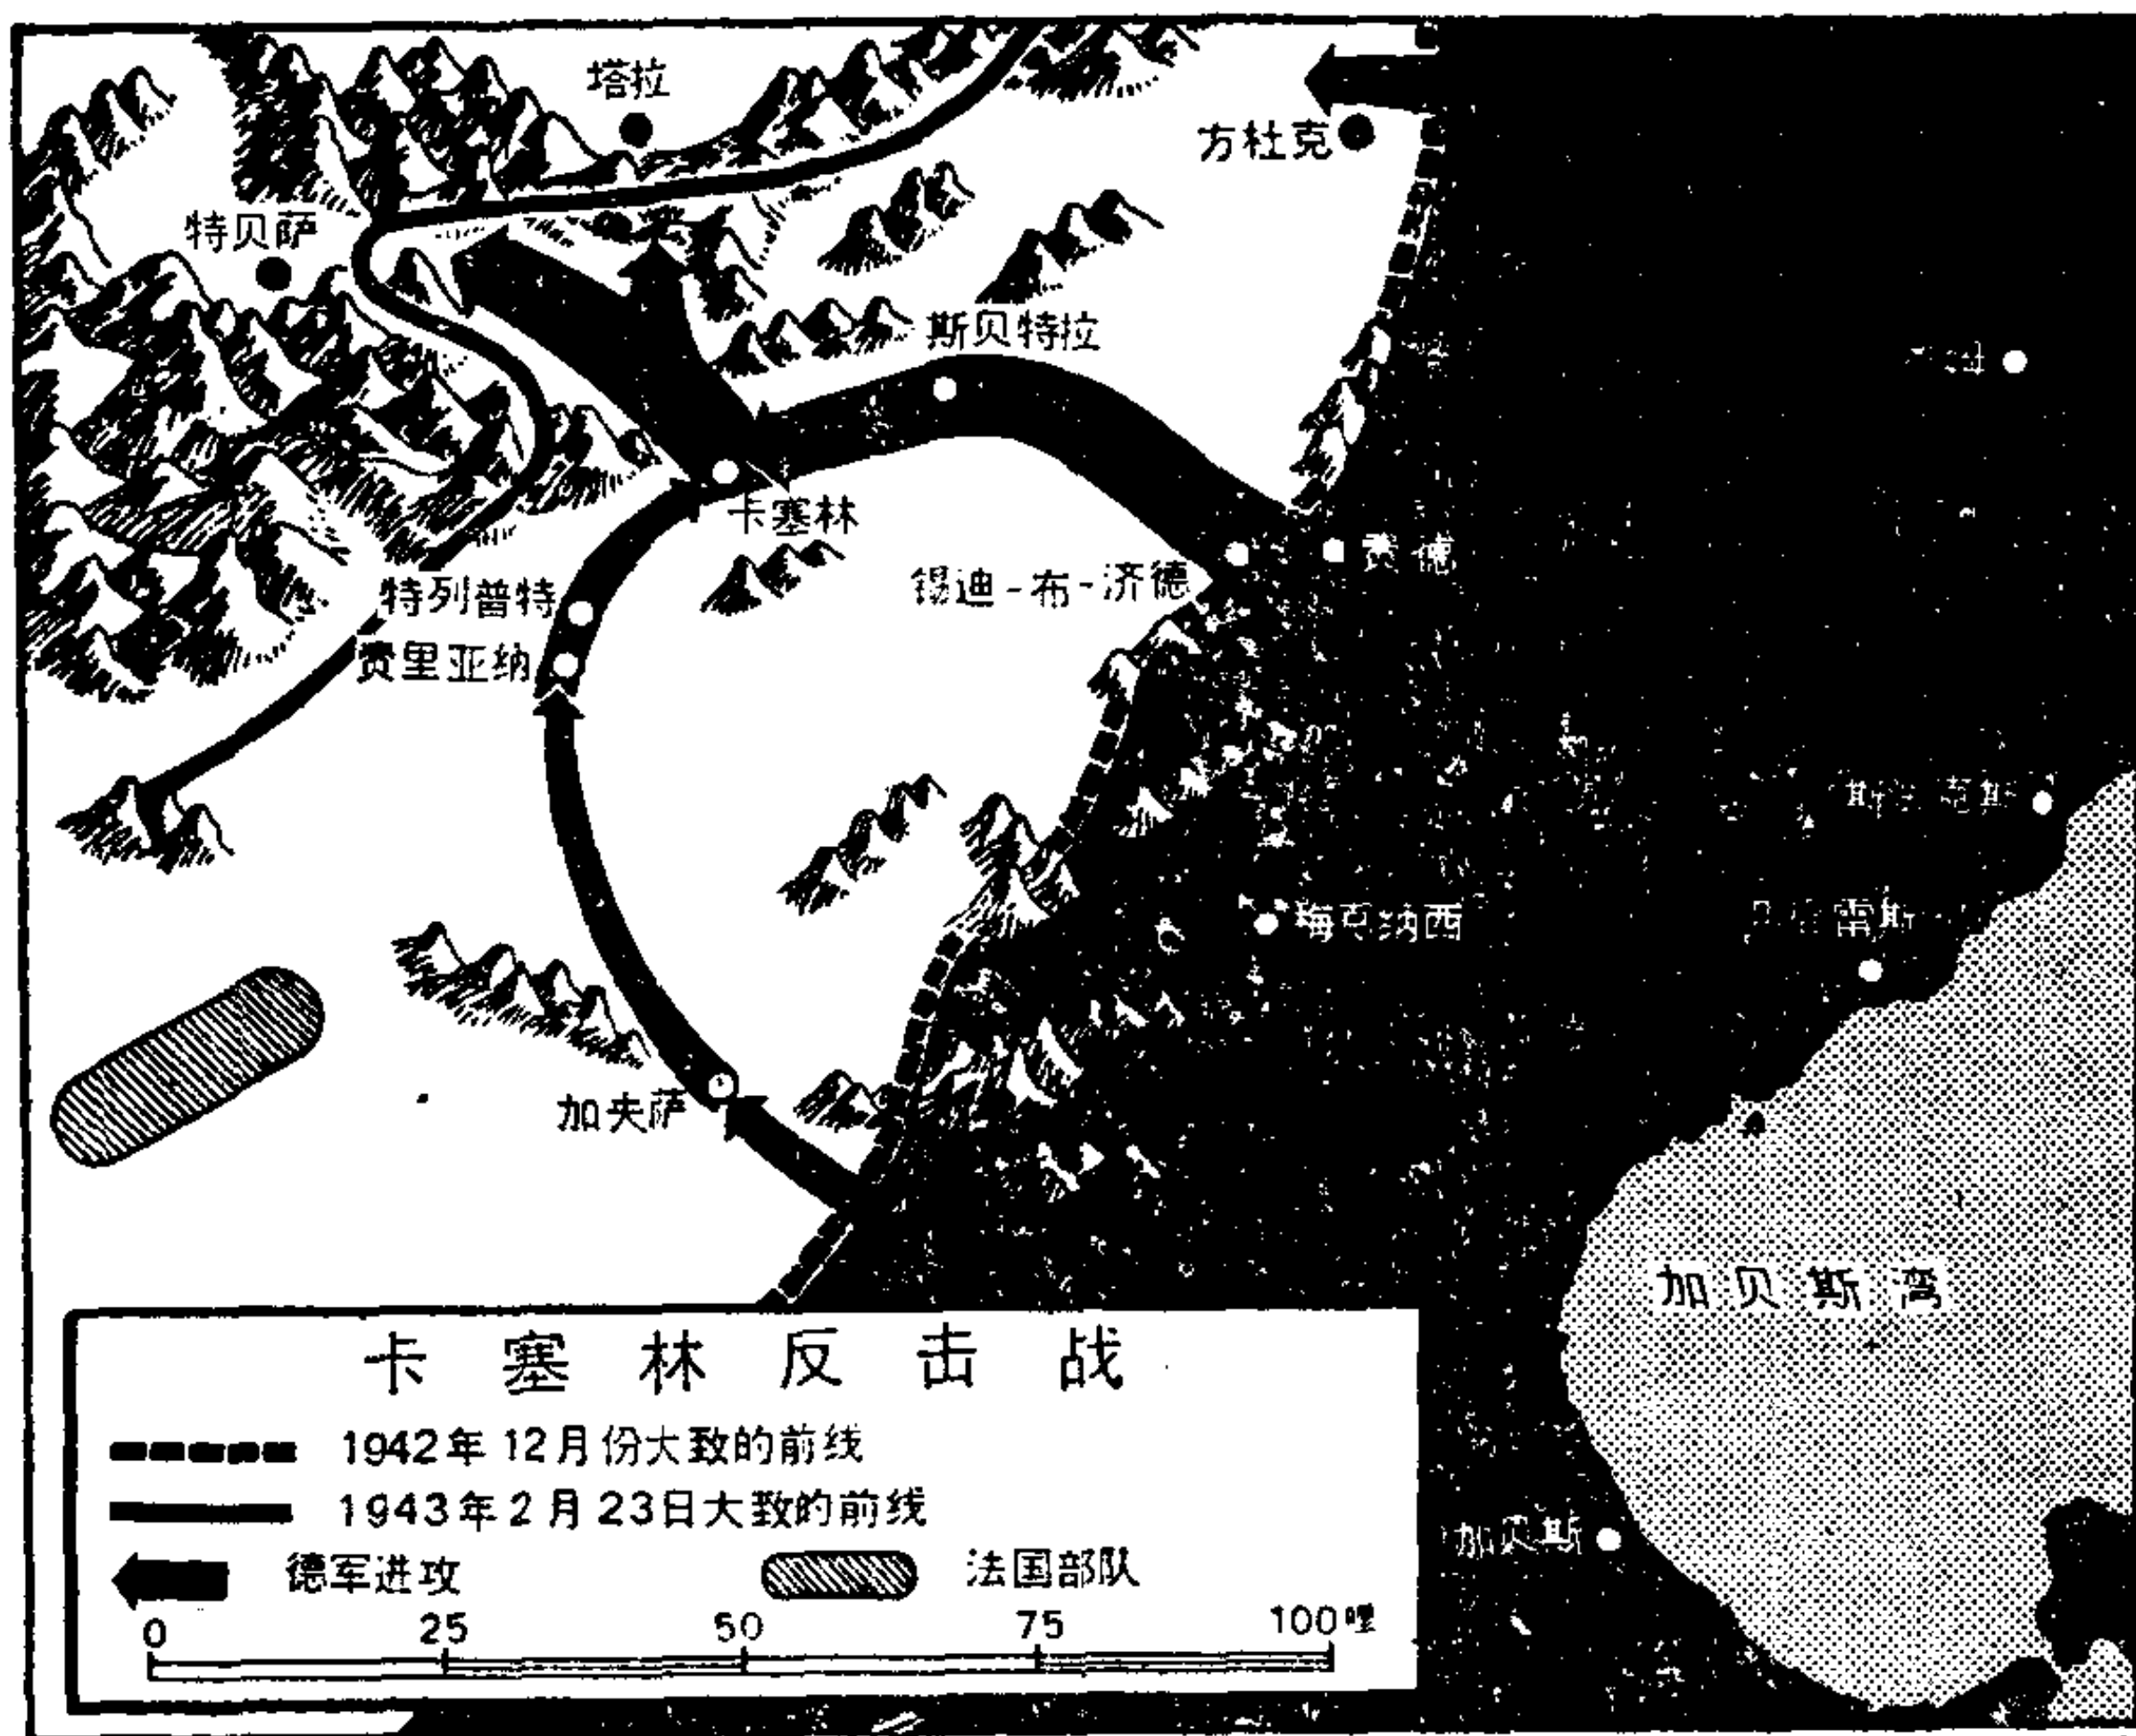 塔拉
方杜克
特贝萨
斯贝特拉
卡塞林
锡迪-布-济德
费德
特列普特
费里亚纳
梅克纳西
加夫萨
加贝斯湾
加贝斯
卡塞林反击战
1942年12月份大致的前线
1943年2月23日大致的前线
德军进攻
法国部队
0 25 50 75 100哩